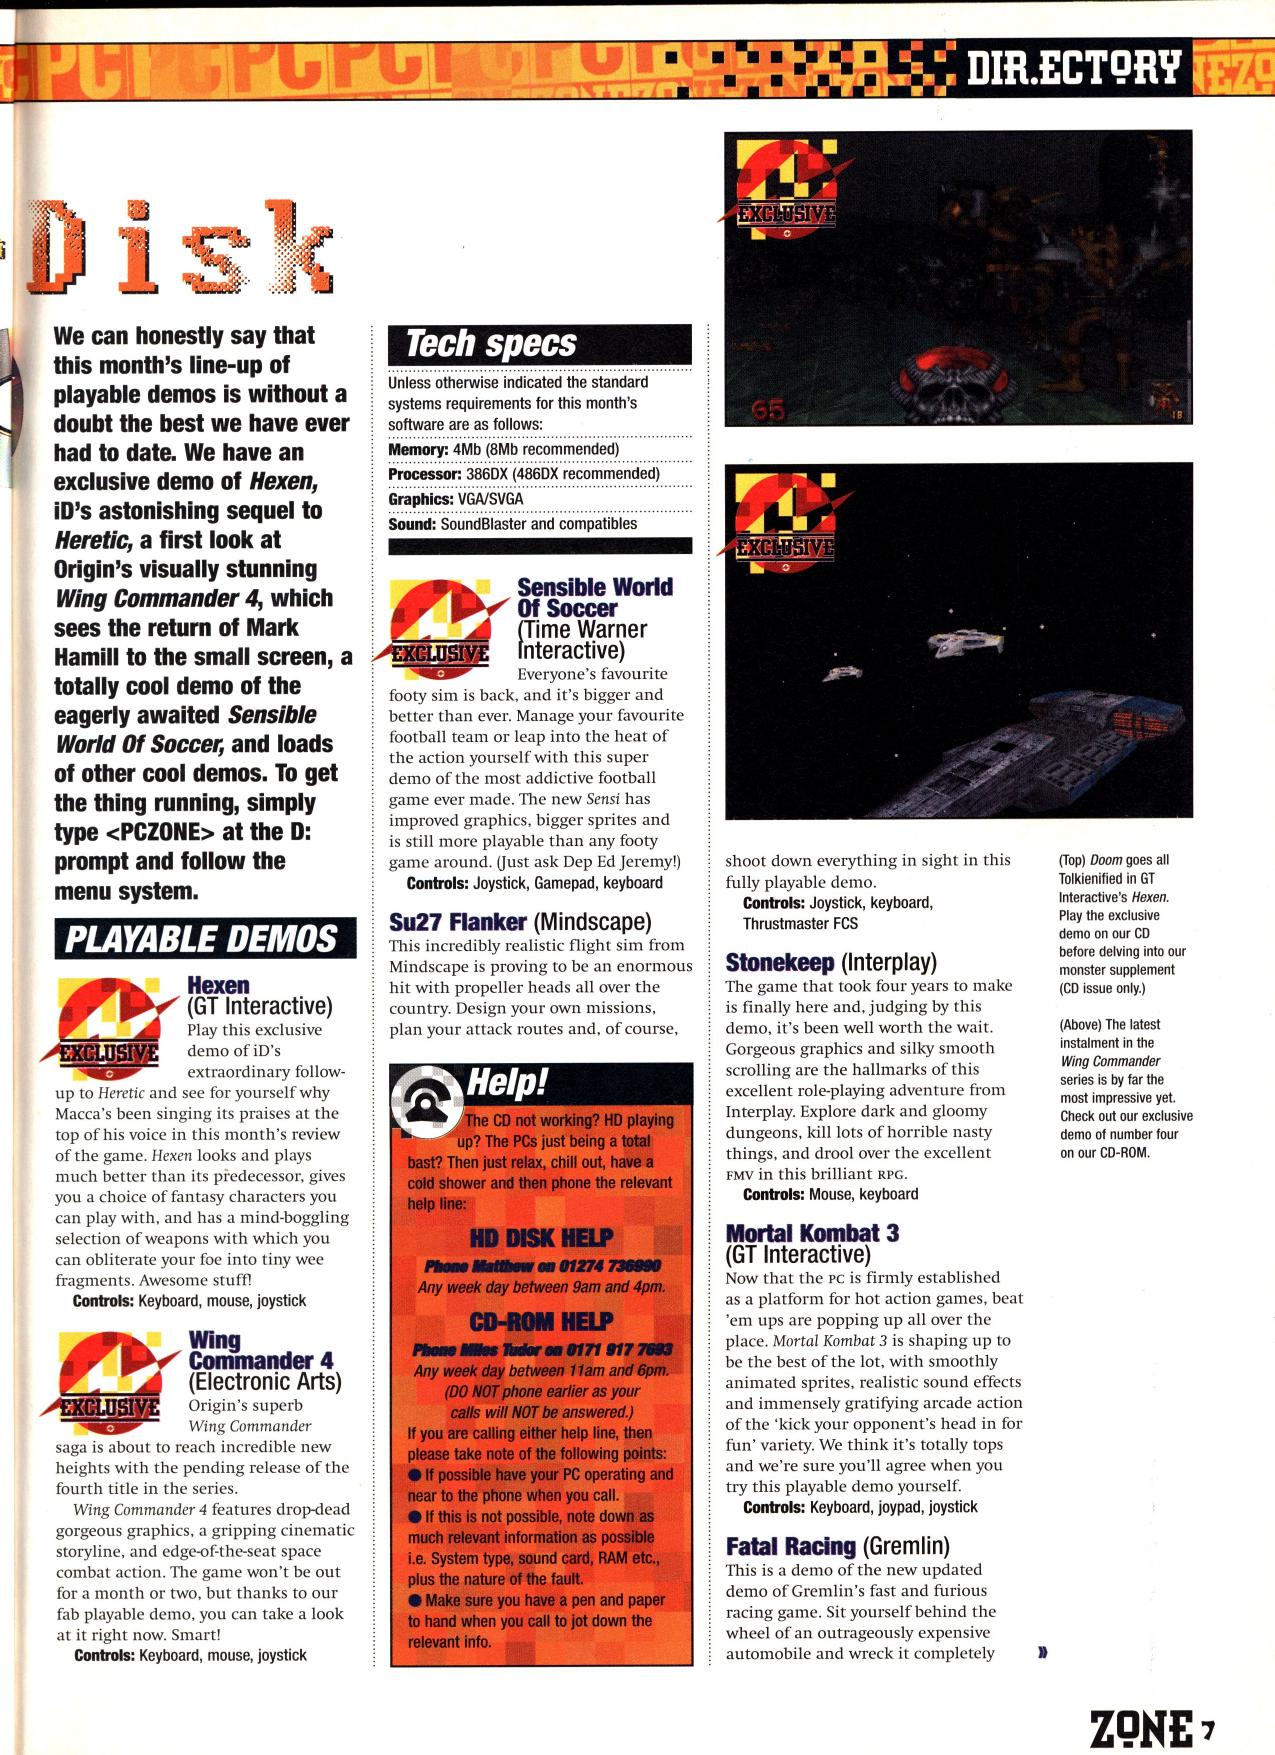 DIR.ECTORY
Disk
We can honestly say that
this month's line-up of
playable demos is without a
doubt the best we have ever
had to date. We have an
exclusive demo of Hexen,
iD's astonishing sequel to
Heretic, a first look at
Origin's visually stunning
Wing Commander 4, which
sees the return of Mark
Hamill to the small screen, a
totally cool demo of the
eagerly awaited Sensible
World Of Soccer, and loads
of other cool demos. To get
the thing running, simply
type <PCZONE> at the D:
prompt and follow the
menu system.
PLAYABLE DEMOS
EXCLUSIVE
Hexen
(GT Interactive)
Play this exclusive
demo of iD's
extraordinary follow-
up to Heretic and see for yourself why
Macca's been singing its praises at the
top of his voice in this month's review
of the game. Hexen looks and plays
much better than its predecessor, gives
you a choice of fantasy characters you
can play with, and has a mind-boggling
selection of weapons with which you
can obliterate your foe into tiny wee
fragments. Awesome stuff!
Controls: Keyboard, mouse, joystick
EXCLUSIVE
Wing
Commander 4
(Electronic Arts)
Origin's superb
Wing Commander
saga is about to reach incredible new
heights with the pending release of the
fourth title in the series.
Wing Commander 4 features drop-dead
gorgeous graphics, a gripping cinematic
storyline, and edge-of-the-seat space
combat action. The game won't be out
for a month or two, but thanks to our
fab playable demo, you can take a look
at it right now. Smart!
Controls: Keyboard, mouse, joystick
Tech specs
Unless otherwise indicated the standard
systems requirements for this month's
software are as follows:
Memory: 4Mb (8Mb recommended)
Processor: 386DX (486DX recommended)
Graphics: VGA/SVGA
Sound: SoundBlaster and compatibles
EXCLUSIVE
Sensible World
Of Soccer
(Time Warner
Interactive)
Everyone's favourite
footy sim is back, and it's bigger and
better than ever. Manage your favourite
football team or leap into the heat of
the action yourself with this super
demo of the most addictive football
game ever made. The new Sensi has
improved graphics, bigger sprites and
is still more playable than any footy
game around. (Just ask Dep Ed Jeremy!)
Controls: Joystick, Gamepad, keyboard
Su27 Flanker (Mindscape)
This incredibly realistic flight sim from
Mindscape is proving to be an enormous
hit with propeller heads all over the
country. Design your own missions,
plan your attack routes and, of course,
Help!
The CD not working? HD playing
up? The PCs just being a total
bast? Then just relax, chill out, have a
cold shower and then phone the relevant
help line:
HD DISK HELP
Phone Matthew on 01274 736990
Any week day between 9am and 4pm.
CD-ROM HELP
Phone Miles Tudor on 0171 917 7693
Any week day between 11am and 6pm.
(DO NOT phone earlier as your
calls will NOT be answered.)
If you are calling either help line, then
please take note of the following points:
● If possible have your PC operating and
near to the phone when you call.
● If this is not possible, note down as
much relevant information as possible
i.e. System type, sound card, RAM etc.,
plus the nature of the fault.
● Make sure you have a pen and paper
to hand when you call to jot down the
relevant info.
EXCLUSIVE
65
18
EXCLUSIVE
shoot down everything in sight in this
fully playable demo.
Controls: Joystick, keyboard,
Thrustmaster FCS
Stonekeep (Interplay)
The game that took four years to make
is finally here and, judging by this
demo, it's been well worth the wait.
Gorgeous graphics and silky smooth
scrolling are the hallmarks of this
excellent role-playing adventure from
Interplay. Explore dark and gloomy
dungeons, kill lots of horrible nasty
things, and drool over the excellent
FMV in this brilliant RPG.
Controls: Mouse, keyboard
Mortal Kombat 3
(GT Interactive)
Now that the PC is firmly established
as a platform for hot action games, beat
'em ups are popping up all over the
place. Mortal Kombat 3 is shaping up to
be the best of the lot, with smoothly
animated sprites, realistic sound effects
and immensely gratifying arcade action
of the 'kick your opponent's head in for
fun' variety. We think it's totally tops
and we're sure you'll agree when you
try this playable demo yourself.
Controls: Keyboard, joypad, joystick
Fatal Racing (Gremlin)
This is a demo of the new updated
demo of Gremlin's fast and furious
racing game. Sit yourself behind the
wheel of an outrageously expensive
automobile and wreck it completely
(Top) Doom goes all
Tolkienified in GT
Interactive's Hexen.
Play the exclusive
demo on our CD
before delving into our
monster supplement
(CD issue only.)
(Above) The latest
instalment in the
Wing Commander
series is by far the
most impressive yet.
Check out our exclusive
demo of number four
on our CD-ROM.
ZONE 7